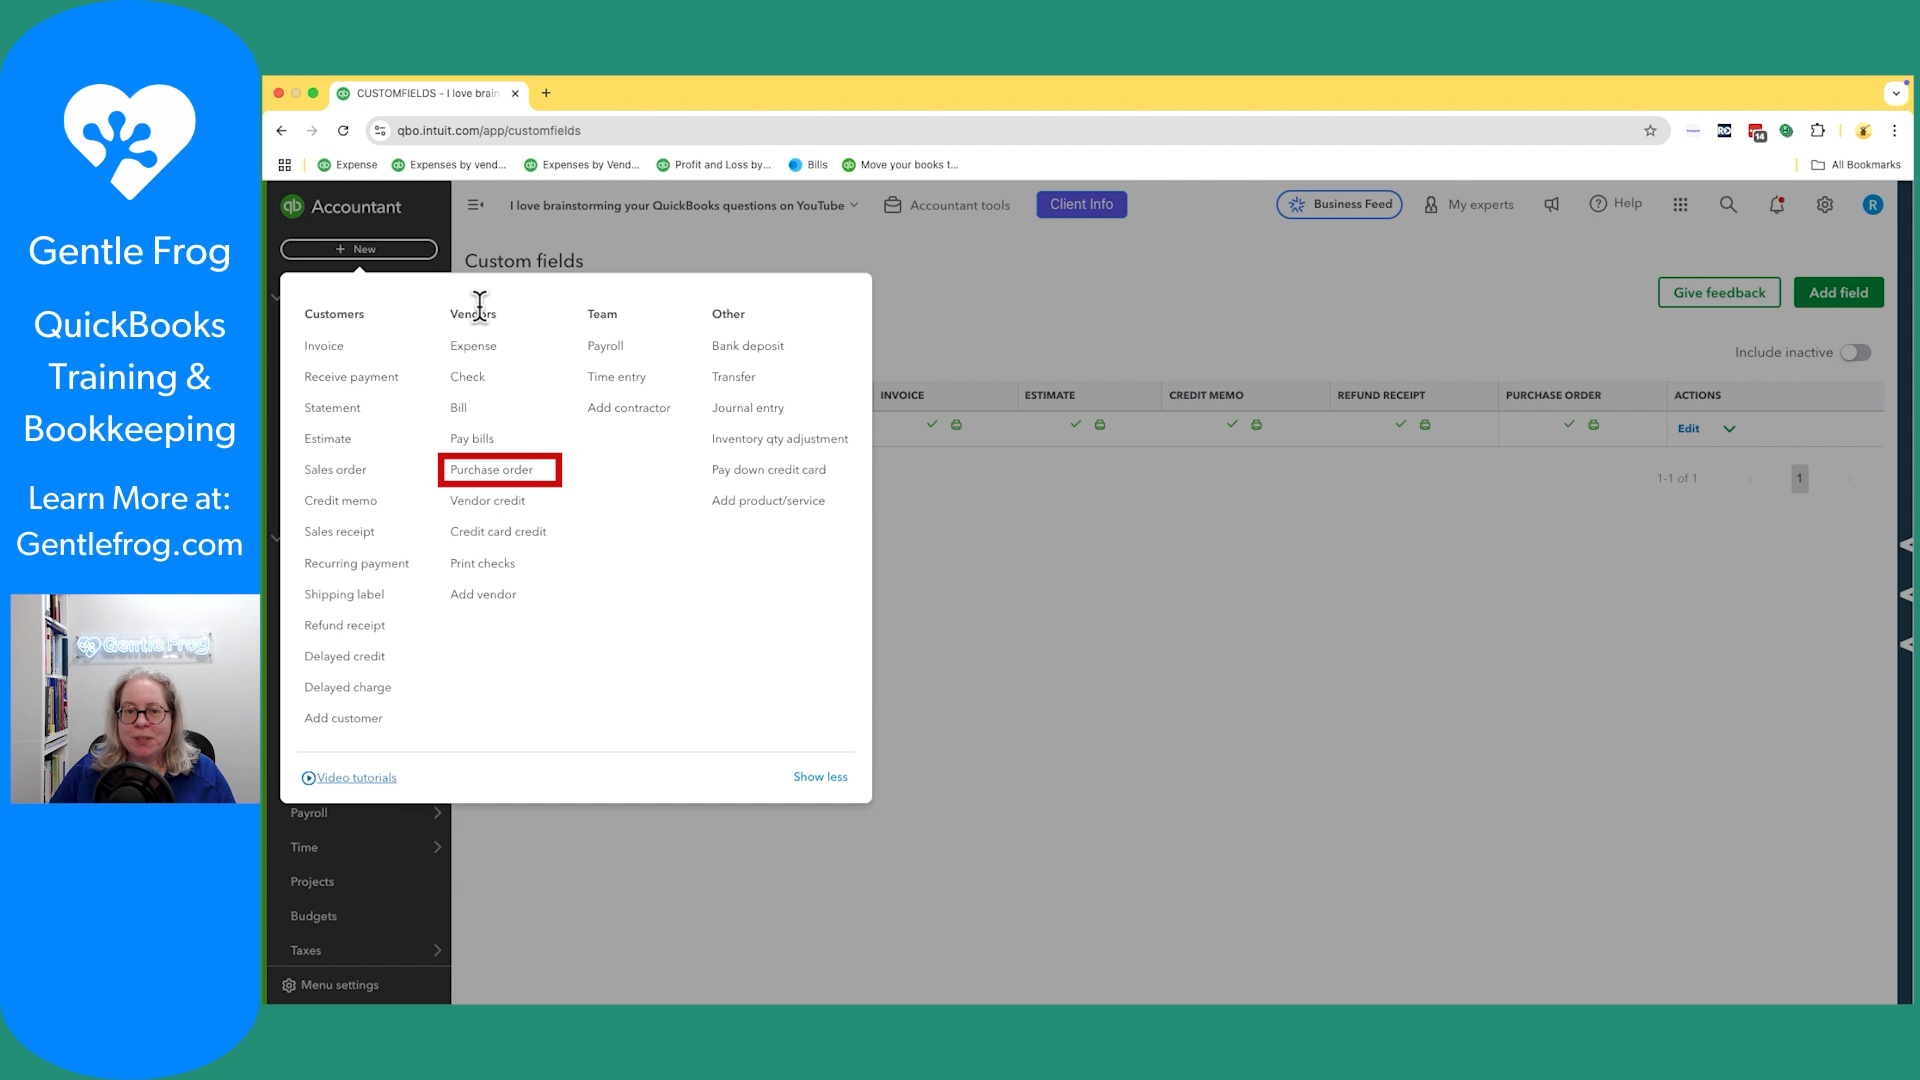 Gentle Frog
QuickBooks
Training &
Bookkeeping
Learn More at:
Gentlefrog.com
Gentle Frog
CUSTOMFIELDS - I love brain
qbo.intuit.com/app/customfields
14
Expense
Expenses by vend...
Expenses by Vend...
Profit and Loss by...
Bills
Move your books t...
All Bookmarks
qb Accountant
I love brainstorming your QuickBooks questions on YouTube
Accountant tools
Client Info
Business Feed
My experts
Help
R
+ New
Custom fields
Give feedback
Add field
Include inactive
INVOICE
ESTIMATE
CREDIT MEMO
REFUND RECEIPT
PURCHASE ORDER
ACTIONS
Edit
1-1 of 1
1
Customers
Invoice
Receive payment
Statement
Estimate
Sales order
Credit memo
Sales receipt
Recurring payment
Shipping label
Refund receipt
Delayed credit
Delayed charge
Add customer
Vendors
Expense
Check
Bill
Pay bills
Purchase order
Vendor credit
Credit card credit
Print checks
Add vendor
Team
Payroll
Time entry
Add contractor
Other
Bank deposit
Transfer
Journal entry
Inventory qty adjustment
Pay down credit card
Add product/service
Video tutorials
Show less
Payroll
Time
Projects
Budgets
Taxes
Menu settings